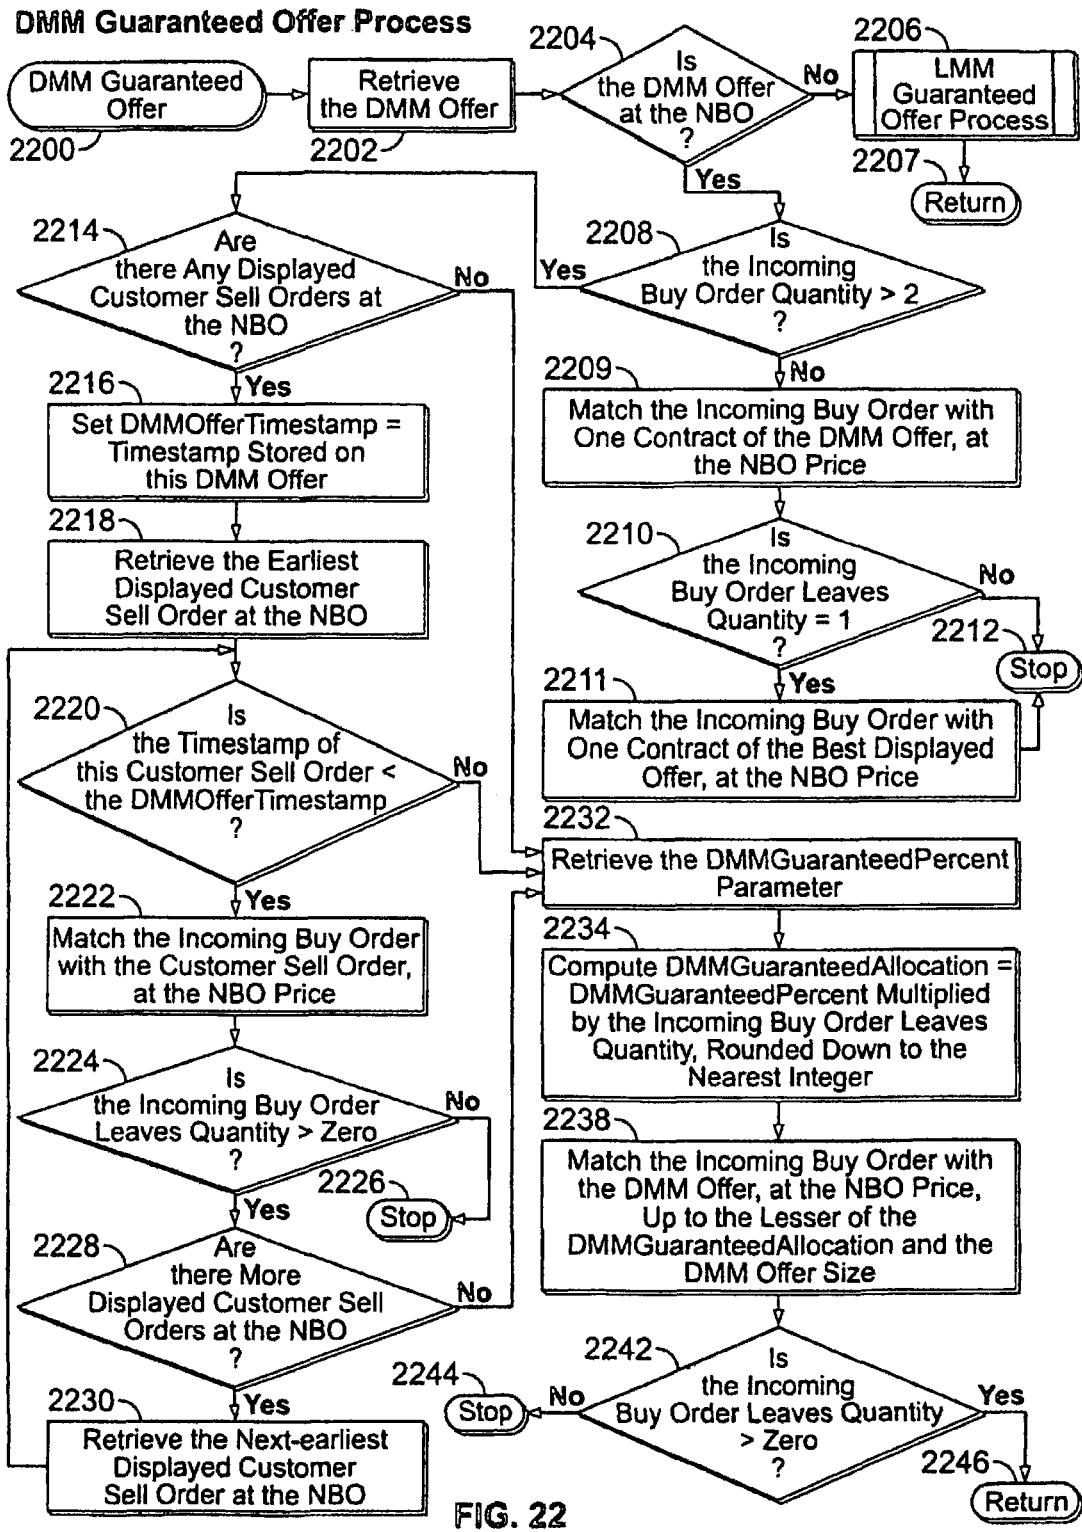 DMM Guaranteed Offer Process
DMM Guaranteed
Offer
2200
Retrieve
the DMM Offer
2202
2204
Is
the DMM Offer
at the NBO
?
No
Yes
2206
LMM
Guaranteed
Offer Process
2207
Return
2208
Is
the Incoming
Buy Order Quantity > 2
?
Yes
No
2209
Match the Incoming Buy Order with
One Contract of the DMM Offer, at
the NBO Price
2210
Is
the Incoming
Buy Order Leaves
Quantity = 1
?
No
Yes
2212
Stop
2211
Match the Incoming Buy Order with
One Contract of the Best Displayed
Offer, at the NBO Price
2214
Are
there Any Displayed
Customer Sell Orders at
the NBO
?
No
Yes
2216
Set DMMOfferTimestamp =
Timestamp Stored on
this DMM Offer
2218
Retrieve the Earliest
Displayed Customer
Sell Order at the NBO
2220
Is
the Timestamp of
this Customer Sell Order <
the DMMOfferTimestamp
?
No
Yes
2222
Match the Incoming Buy Order
with the Customer Sell Order,
at the NBO Price
2224
Is
the Incoming Buy Order
Leaves Quantity > Zero
?
No
Yes
2226
Stop
2228
Are
there More
Displayed Customer Sell
Orders at the NBO
?
No
Yes
2230
Retrieve the Next-earliest
Displayed Customer
Sell Order at the NBO
2232
Retrieve the DMMGuaranteedPercent
Parameter
2234
Compute DMMGuaranteedAllocation =
DMMGuaranteedPercent Multiplied
by the Incoming Buy Order Leaves
Quantity, Rounded Down to the
Nearest Integer
2238
Match the Incoming Buy Order with
the DMM Offer, at the NBO Price,
Up to the Lesser of the
DMMGuaranteedAllocation and the
DMM Offer Size
2242
Is
the Incoming
Buy Order Leaves Quantity
> Zero
?
No
Yes
2244
Stop
2246
Return
FIG. 22